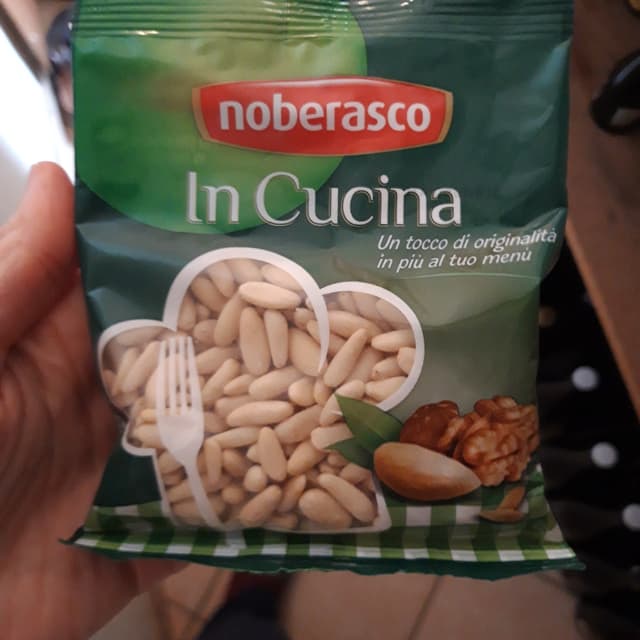 noberasco
In Cucina
Un tocco di originalità
in più al tuo menù